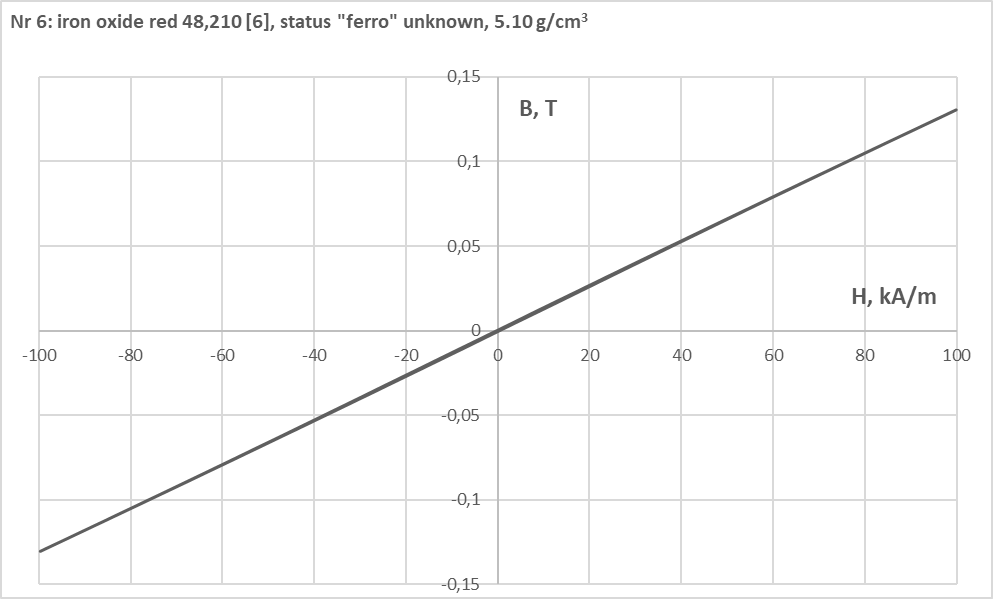 Nr 6: iron oxide red 48,210 [6], status "ferro" unknown, 5.10 g/cm³
0,15
B, T
0,1
0,05
H, kA/m
0
-100 -80 -60 -40 -20 0 20 40 60 80 100
-0,05
-0,1
-0,15